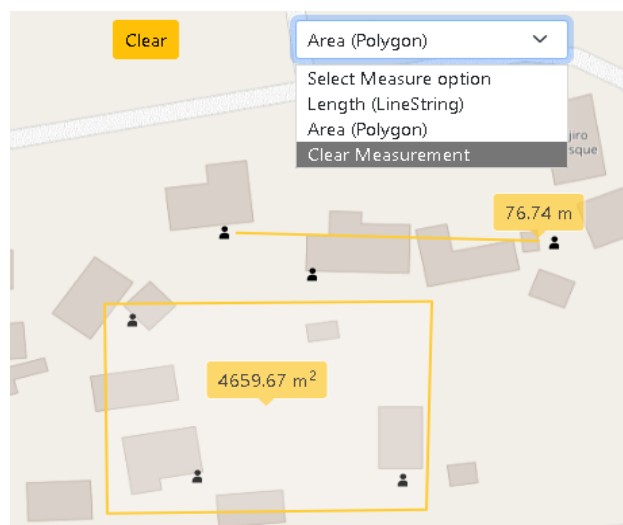 Clear
Area (Polygon)
Select Measure option
Length (LineString)
Area (Polygon)
Clear Measurement
76.74 m
4659.67 m²